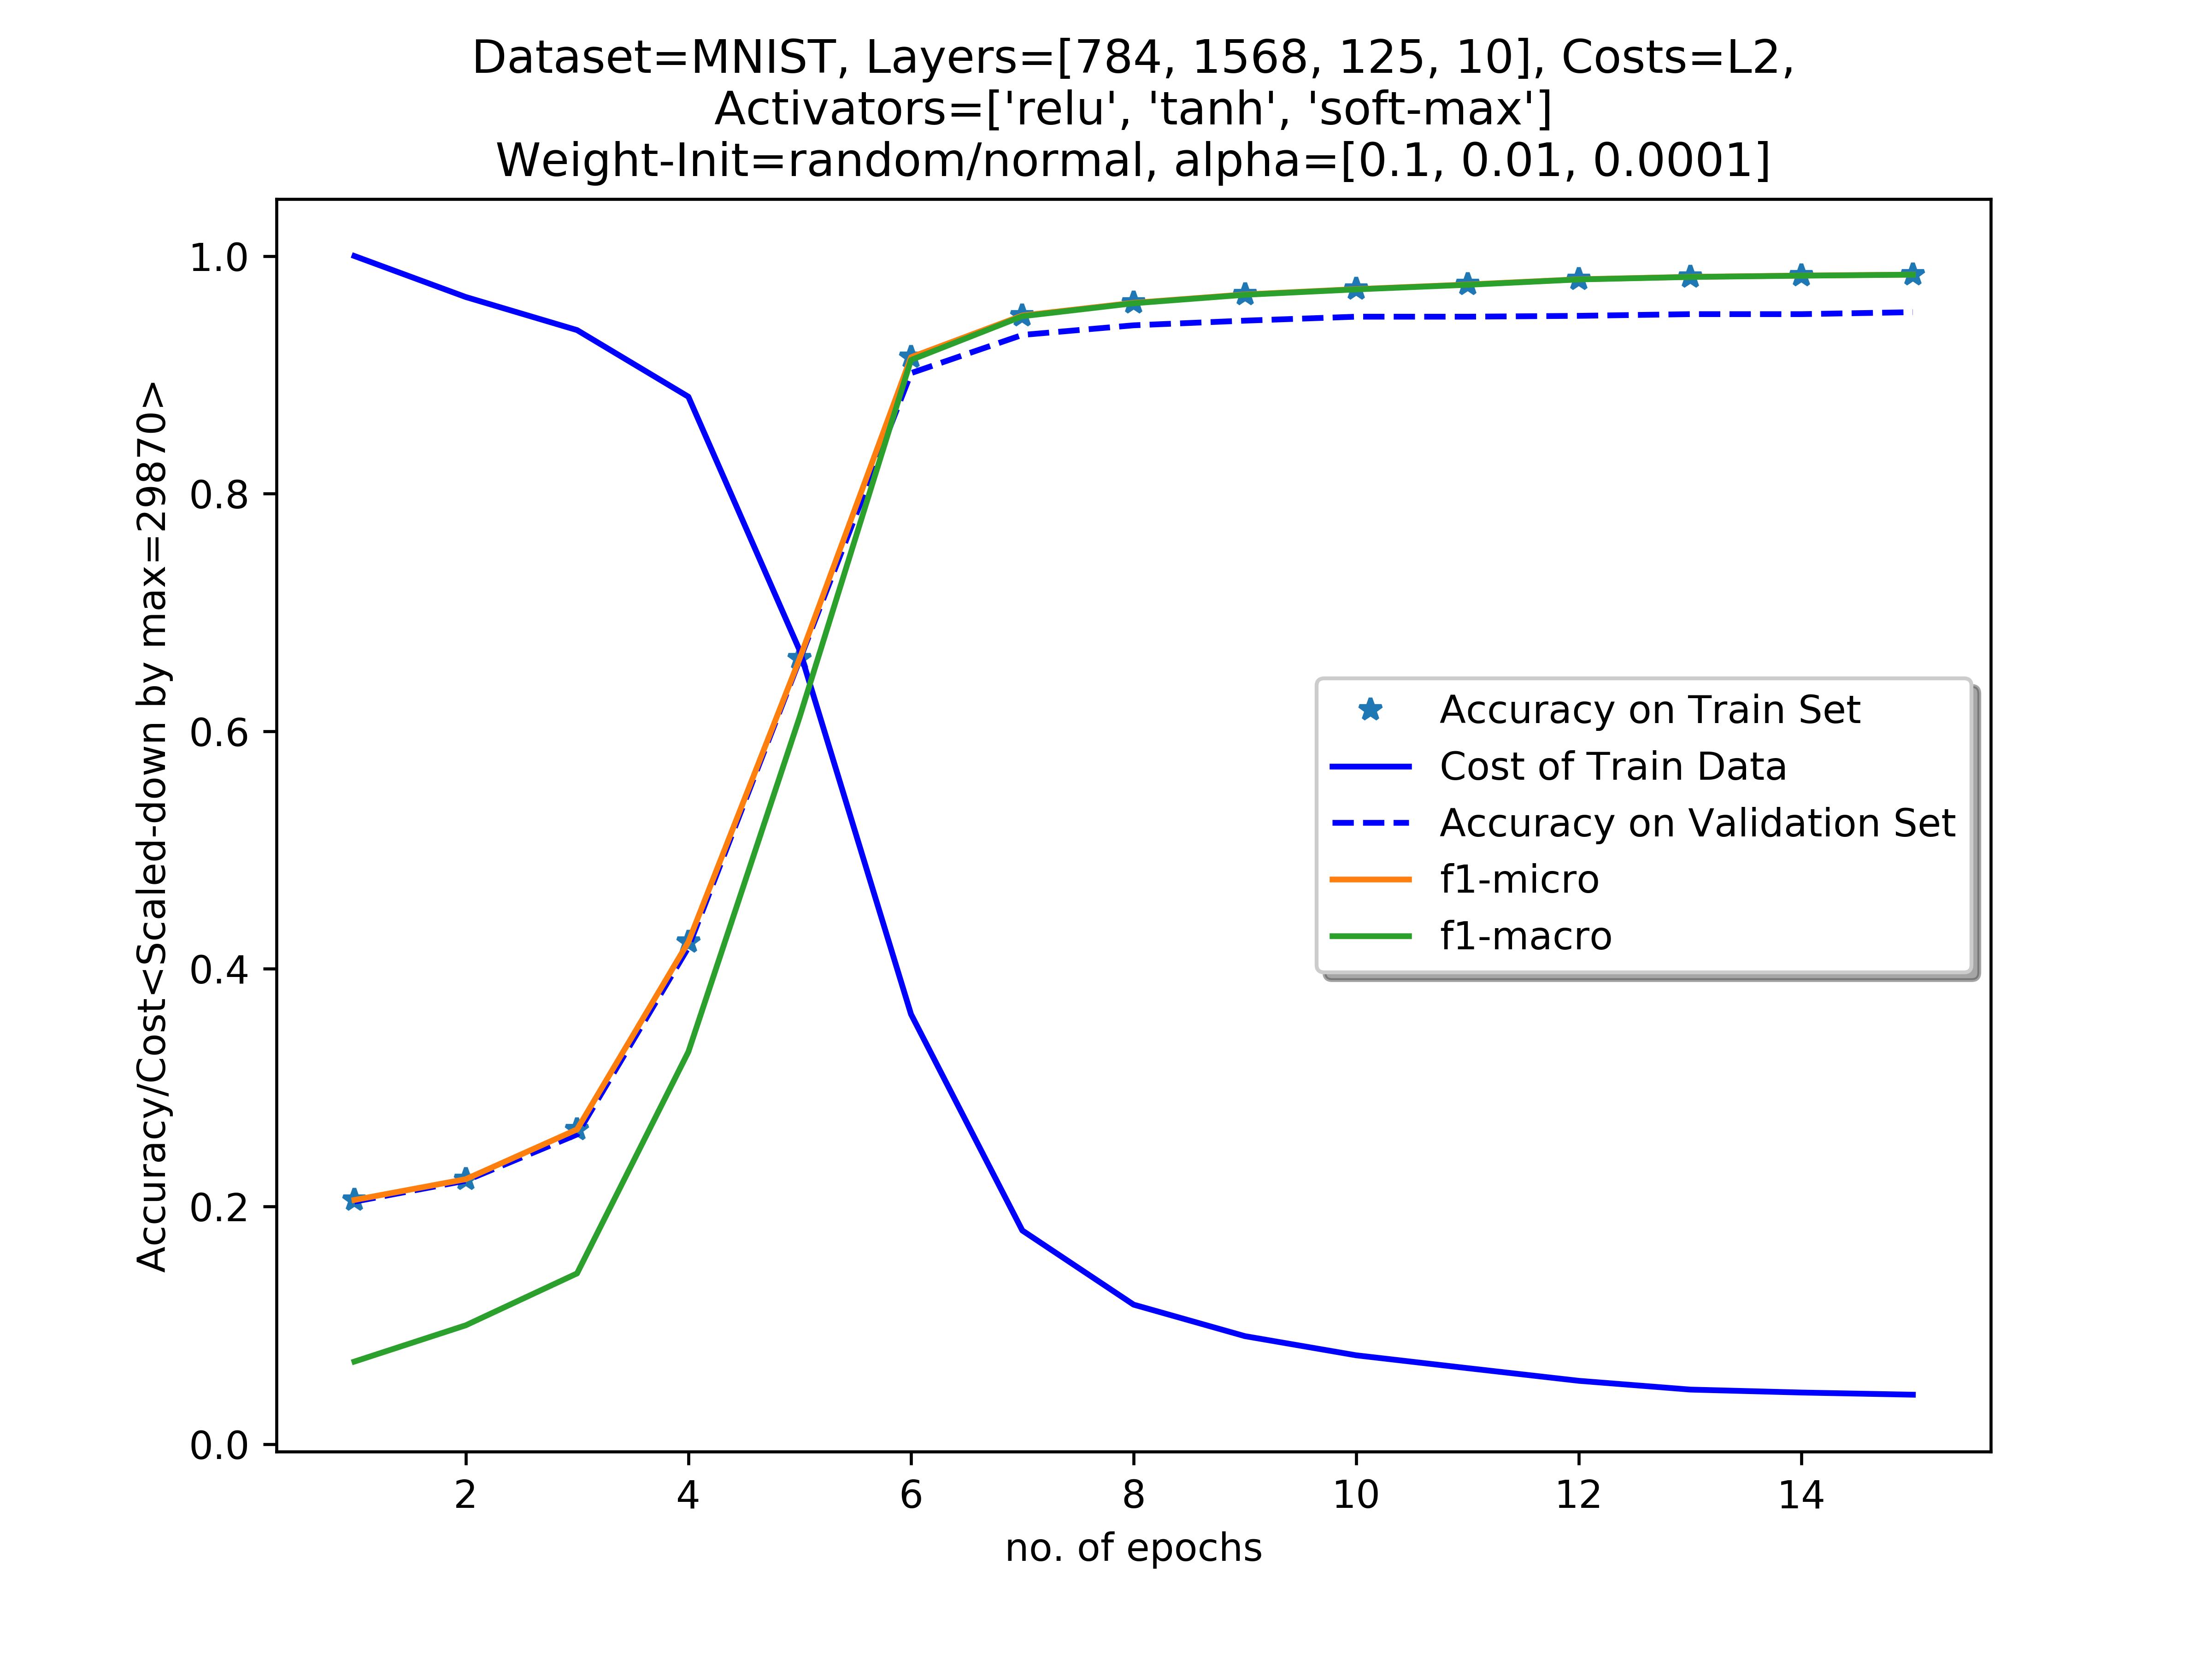 Dataset=MNIST, Layers=[784, 1568, 125, 10], Costs=L2,
Activators=['relu', 'tanh', 'soft-max']
Weight-Init=random/normal, alpha=[0.1, 0.01, 0.0001]
Accuracy/Cost<Scaled-down by max=29870>
1.0
0.8
0.6
0.4
0.2
0.0
Accuracy on Train Set
Cost of Train Data
Accuracy on Validation Set
f1-micro
f1-macro
2 4 6 8 10 12 14
no. of epochs